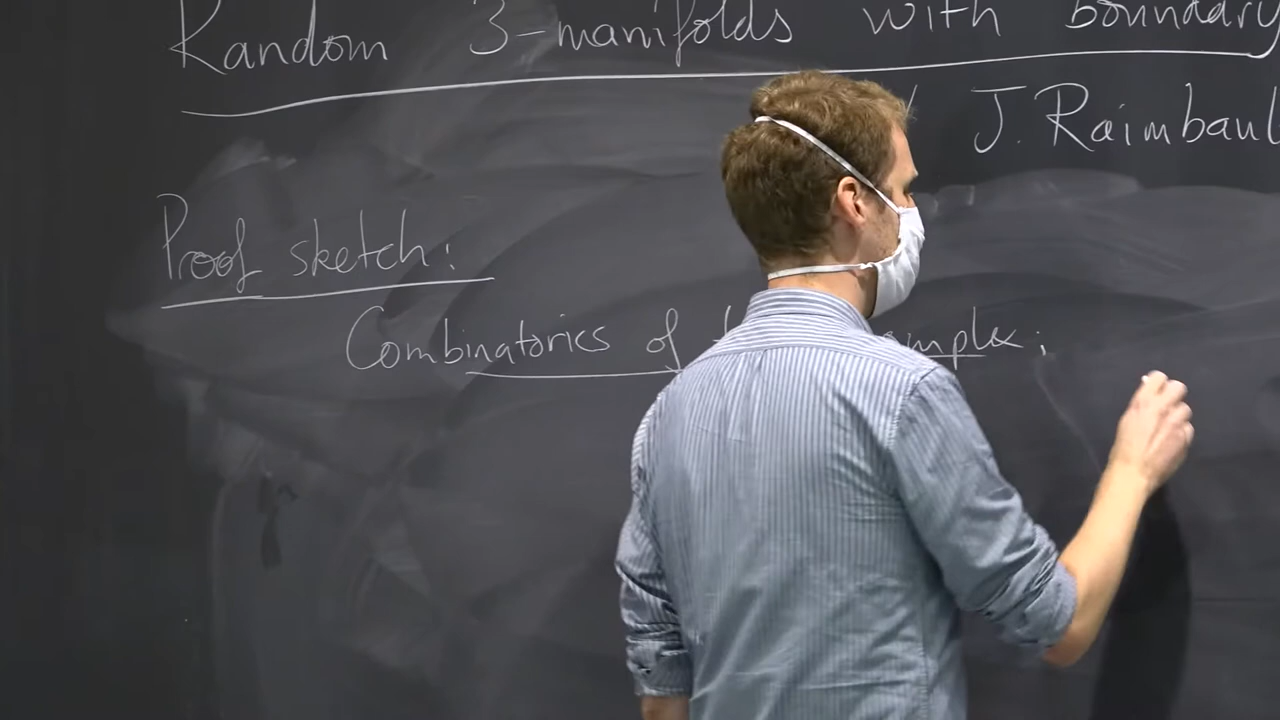 Random 3-manifolds with boundary
J. Raimbaul
Proof sketch:
Combinatorics of